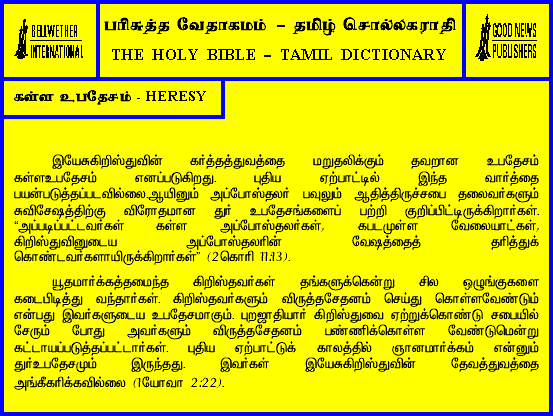 BELLWETHER
INTERNATIONAL
பரிசுத்த வேதாகமம் – தமிழ் சொல்லகராதி
THE HOLY BIBLE – TAMIL DICTIONARY
GOOD NEWS
PUBLISHERS
கள்ள உபதேசம் - HERESY
இயேசுகிறிஸ்துவின் கர்த்தத்துவத்தை மறுதலிக்கும் தவறான உபதேசம்
கள்ளஉபதேசம் எனப்படுகிறது. புதிய ஏற்பாட்டில் இந்த வார்த்தை
பயன்படுத்தப்படவில்லை.ஆயினும் அப்போஸ்தலர் பவுலும் ஆதித்திருச்சபை தலைவர்களும்
சுவிசேஷத்திற்கு விரோதமான துர் உபதேசங்களைப் பற்றி குறிப்பிட்டிருக்கிறார்கள்.
“அப்படிப்பட்டவர்கள் கள்ள அப்போஸ்தலர்கள், கபடமுள்ள வேலையாட்கள்,
கிறிஸ்துவினுடைய அப்போஸ்தலரின் வேஷத்தைத் தரித்துக்
கொண்டவர்களாயிருக்கிறார்கள்” (2கொரி 11:13).
யூதமார்க்கத்தமைந்த கிறிஸ்தவர்கள் தங்களுக்கென்று சில ஒழுங்குகளை
கடைபிடித்து வந்தார்கள். கிறிஸ்தவர்களும் விருத்தசேதனம் செய்து கொள்ளவேண்டும்
என்பது இவர்களுடைய உபதேசமாகும். புறஜாதியார் கிறிஸ்துவை ஏற்றுக்கொண்டு சபையில்
சேரும் போது அவர்களும் விருத்தசேதனம் பண்ணிக்கொள்ள வேண்டுமென்று
கட்டாயப்படுத்தப்பட்டார்கள். புதிய ஏற்பாட்டுக் காலத்தில் ஞானமார்க்கம் என்னும்
துர்உபதேசமும் இருந்தது. இவர்கள் இயேசுகிறிஸ்துவின் தேவத்துவத்தை
அங்கீகரிக்கவில்லை (1யோவா 2:22).